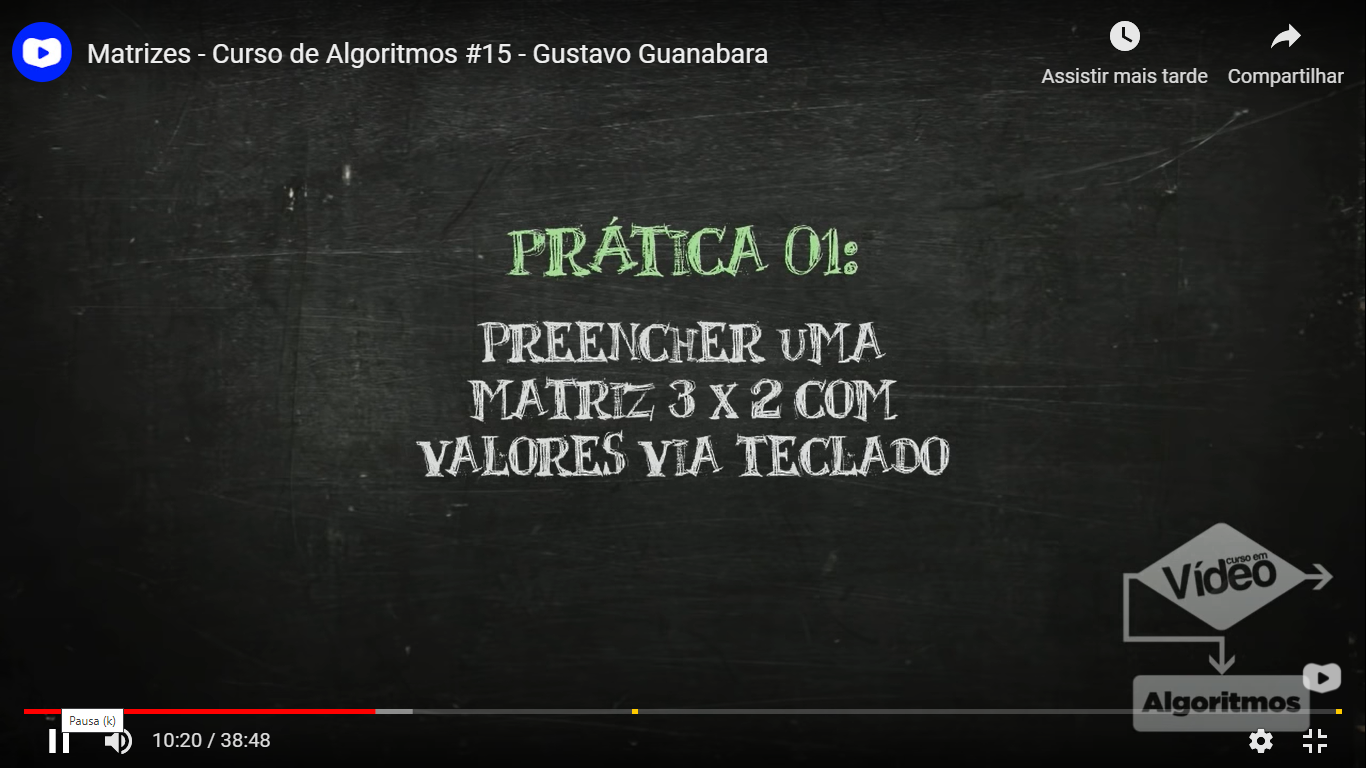 Matrizes - Curso de Algoritmos #15 - Gustavo Guanabara
Assistir mais tarde
Compartilhar
PRÁTICA 01:
PREENCHER UMA
MATRIZ 3 X 2 COM
VALORES VIA TECLADO
curso em
Vídeo
Algoritmos
Pausa (k)
10:20 / 38:48